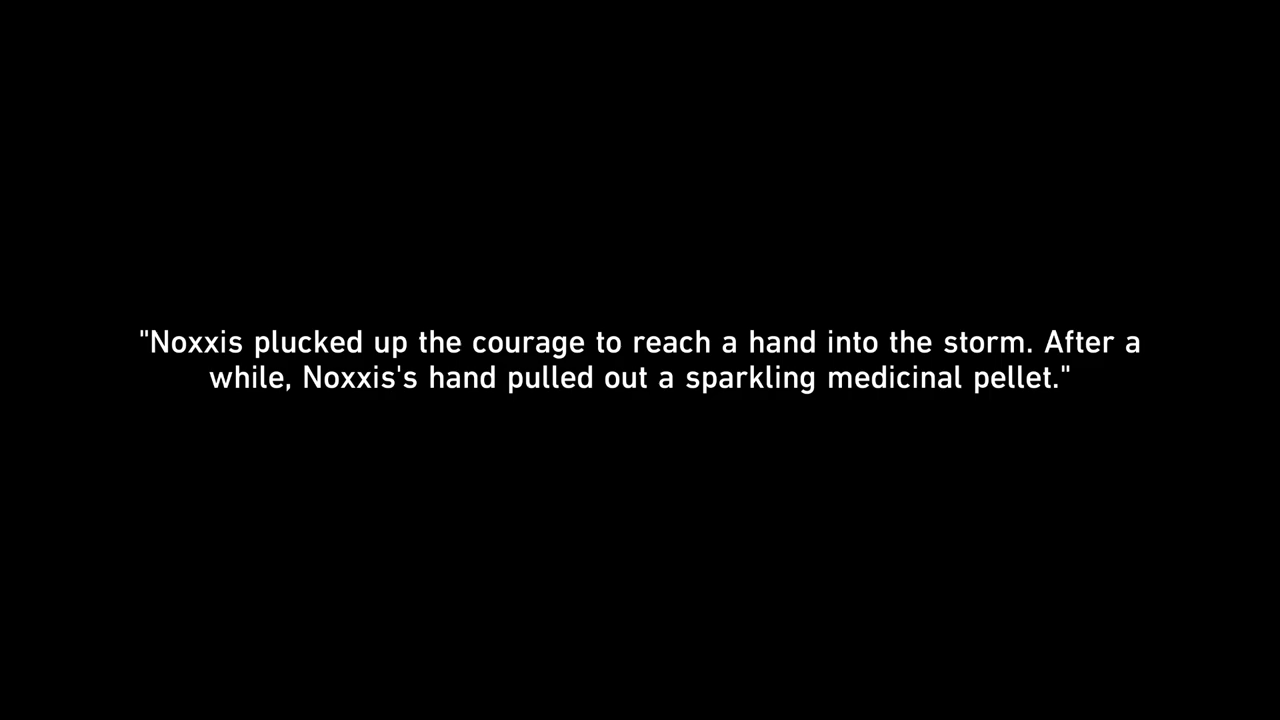 "Noxxis plucked up the courage to reach a hand into the storm. After a
while, Noxxis's hand pulled out a sparkling medicinal pellet."